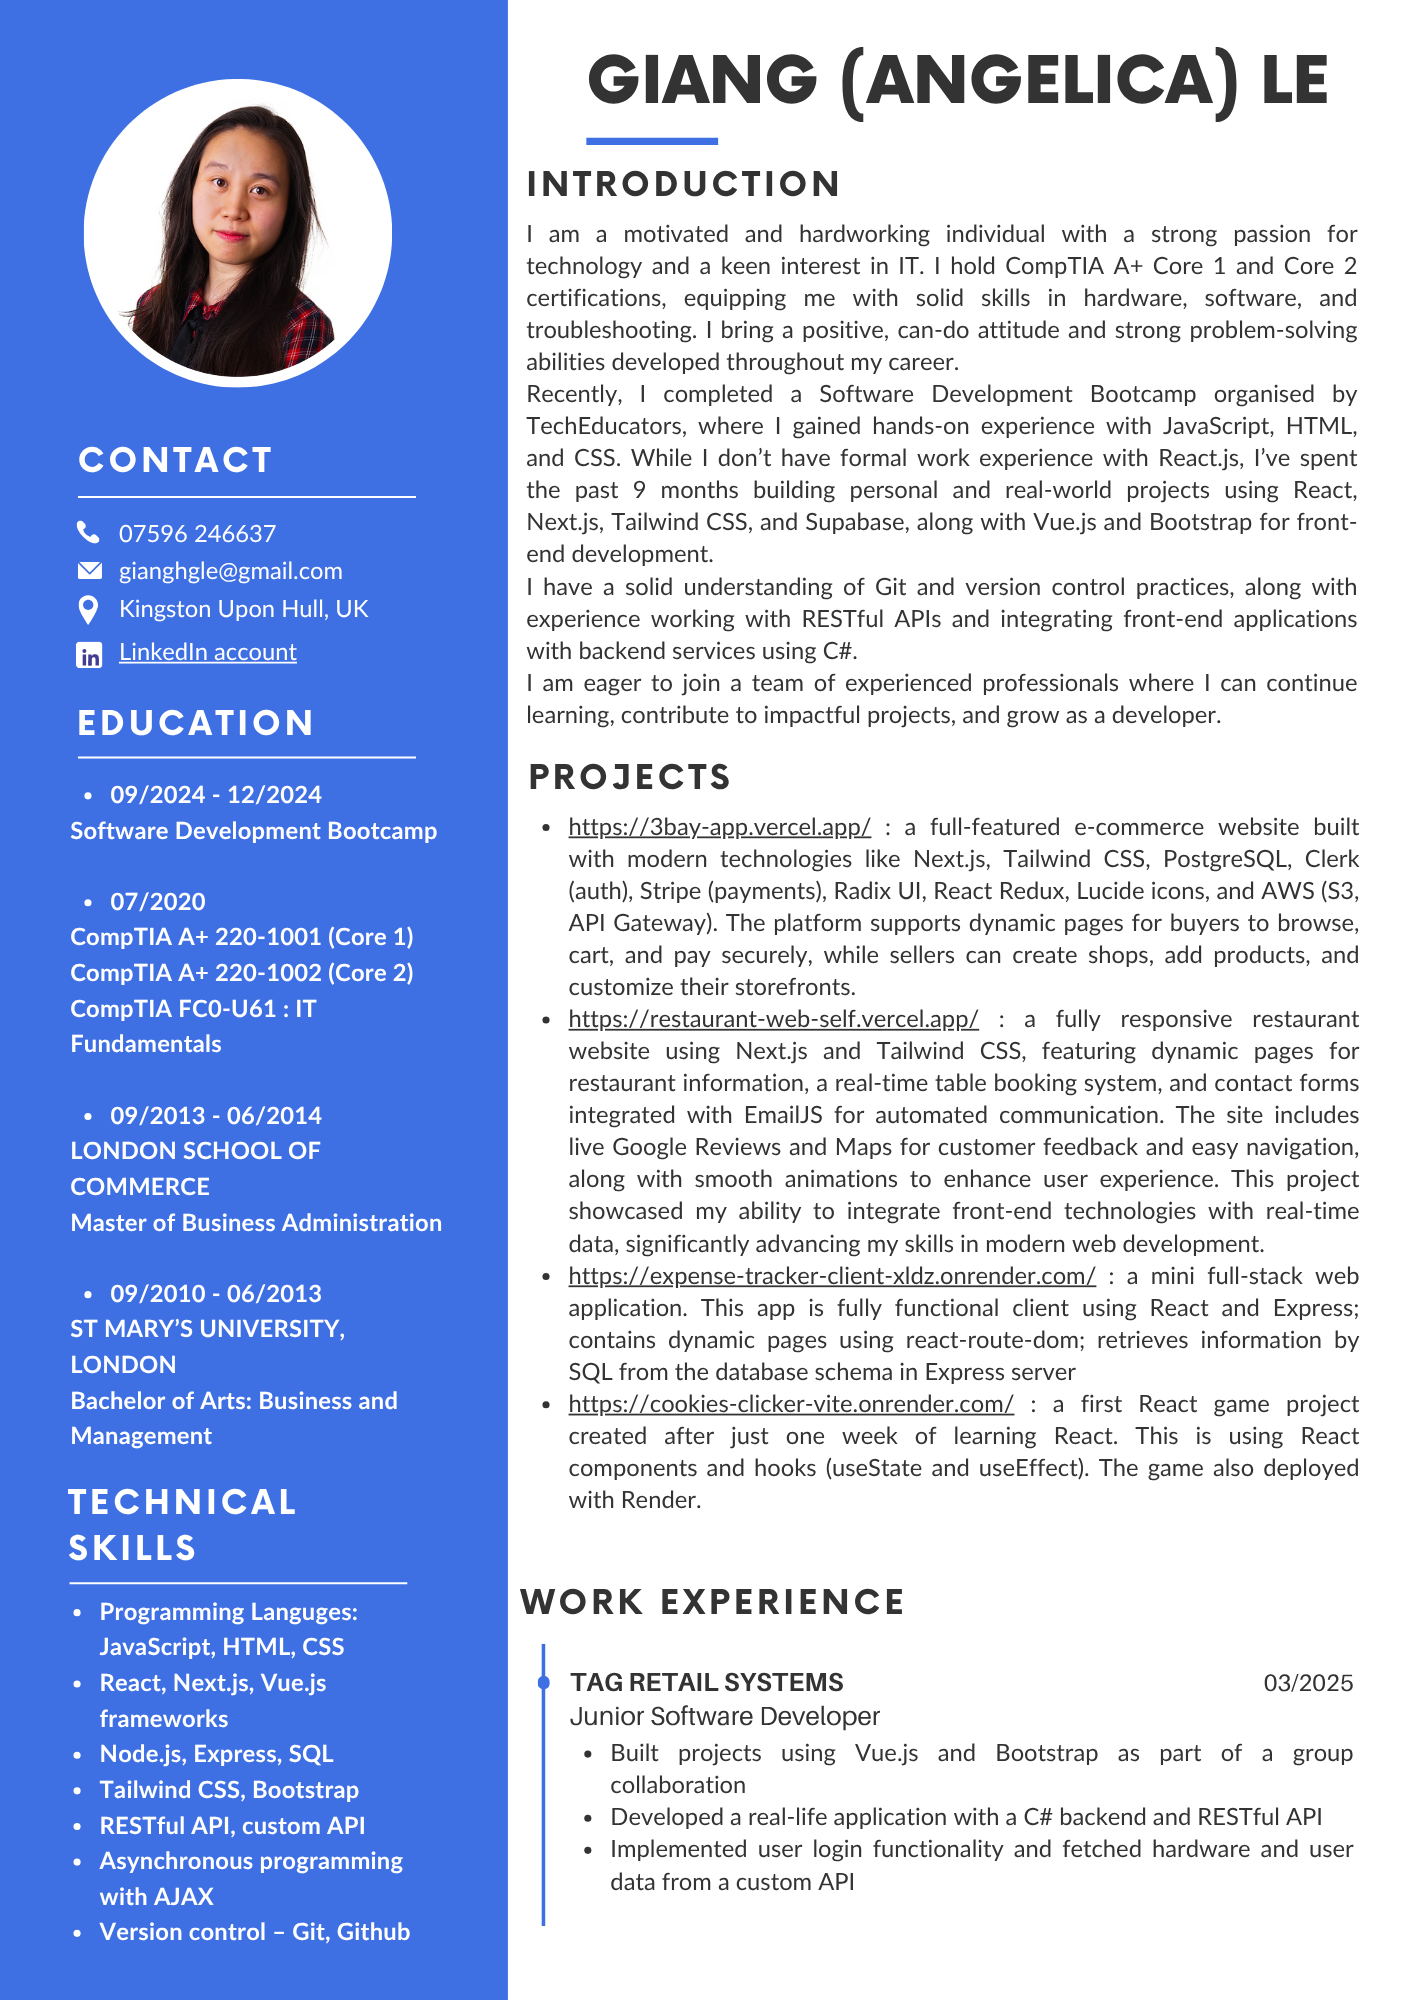 GIANG (ANGELICA) LE
CONTACT
07596 246637
gianghgle@gmail.com
Kingston Upon Hull, UK
in LinkedIn account
EDUCATION
• 09/2024 - 12/2024
Software Development Bootcamp
• 07/2020
CompTIA A+ 220-1001 (Core 1)
CompTIA A+ 220-1002 (Core 2)
CompTIA FC0-U61 : IT
Fundamentals
• 09/2013 - 06/2014
LONDON SCHOOL OF
COMMERCE
Master of Business Administration
• 09/2010 - 06/2013
ST MARY’S UNIVERSITY,
LONDON
Bachelor of Arts: Business and
Management
TECHNICAL
SKILLS
• Programming Languges:
JavaScript, HTML, CSS
• React, Next.js, Vue.js
frameworks
• Node.js, Express, SQL
• Tailwind CSS, Bootstrap
• RESTful API, custom API
• Asynchronous programming
with AJAX
• Version control – Git, Github
INTRODUCTION
I am a motivated and hardworking individual with a strong passion for
technology and a keen interest in IT. I hold CompTIA A+ Core 1 and Core 2
certifications, equipping me with solid skills in hardware, software, and
troubleshooting. I bring a positive, can-do attitude and strong problem-solving
abilities developed throughout my career.
Recently, I completed a Software Development Bootcamp organised by
TechEducators, where I gained hands-on experience with JavaScript, HTML,
and CSS. While I don’t have formal work experience with React.js, I’ve spent
the past 9 months building personal and real-world projects using React,
Next.js, Tailwind CSS, and Supabase, along with Vue.js and Bootstrap for front-
end development.
I have a solid understanding of Git and version control practices, along with
experience working with RESTful APIs and integrating front-end applications
with backend services using C#.
I am eager to join a team of experienced professionals where I can continue
learning, contribute to impactful projects, and grow as a developer.
PROJECTS
• https://3bay-app.vercel.app/ : a full-featured e-commerce website built
with modern technologies like Next.js, Tailwind CSS, PostgreSQL, Clerk
(auth), Stripe (payments), Radix UI, React Redux, Lucide icons, and AWS (S3,
API Gateway). The platform supports dynamic pages for buyers to browse,
cart, and pay securely, while sellers can create shops, add products, and
customize their storefronts.
• https://restaurant-web-self.vercel.app/ : a fully responsive restaurant
website using Next.js and Tailwind CSS, featuring dynamic pages for
restaurant information, a real-time table booking system, and contact forms
integrated with EmailJS for automated communication. The site includes
live Google Reviews and Maps for customer feedback and easy navigation,
along with smooth animations to enhance user experience. This project
showcased my ability to integrate front-end technologies with real-time
data, significantly advancing my skills in modern web development.
• https://expense-tracker-client-xldz.onrender.com/ : a mini full-stack web
application. This app is fully functional client using React and Express;
contains dynamic pages using react-route-dom; retrieves information by
SQL from the database schema in Express server
• https://cookies-clicker-vite.onrender.com/ : a first React game project
created after just one week of learning React. This is using React
components and hooks (useState and useEffect). The game also deployed
with Render.
WORK EXPERIENCE
TAG RETAIL SYSTEMS 03/2025
Junior Software Developer
• Built projects using Vue.js and Bootstrap as part of a group
collaboration
• Developed a real-life application with a C# backend and RESTful API
• Implemented user login functionality and fetched hardware and user
data from a custom API